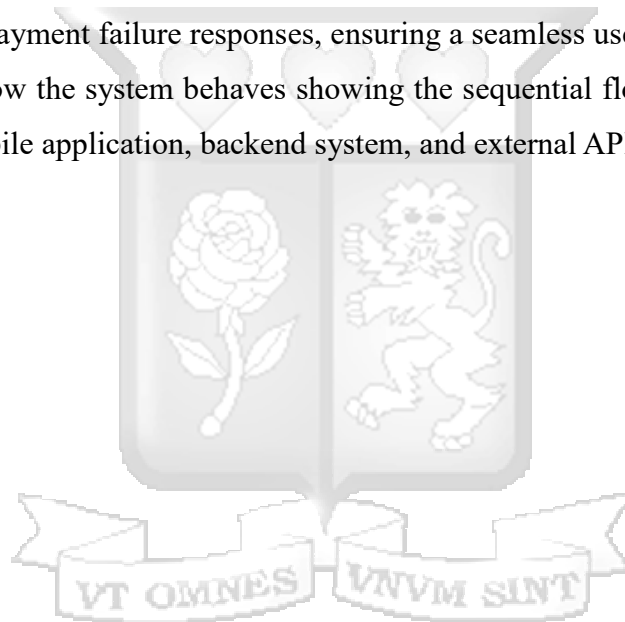 ayment failure responses, ensuring a seamless use
ow the system behaves showing the sequential flo
ile application, backend system, and external AP
VT OMNES VNVM SINT